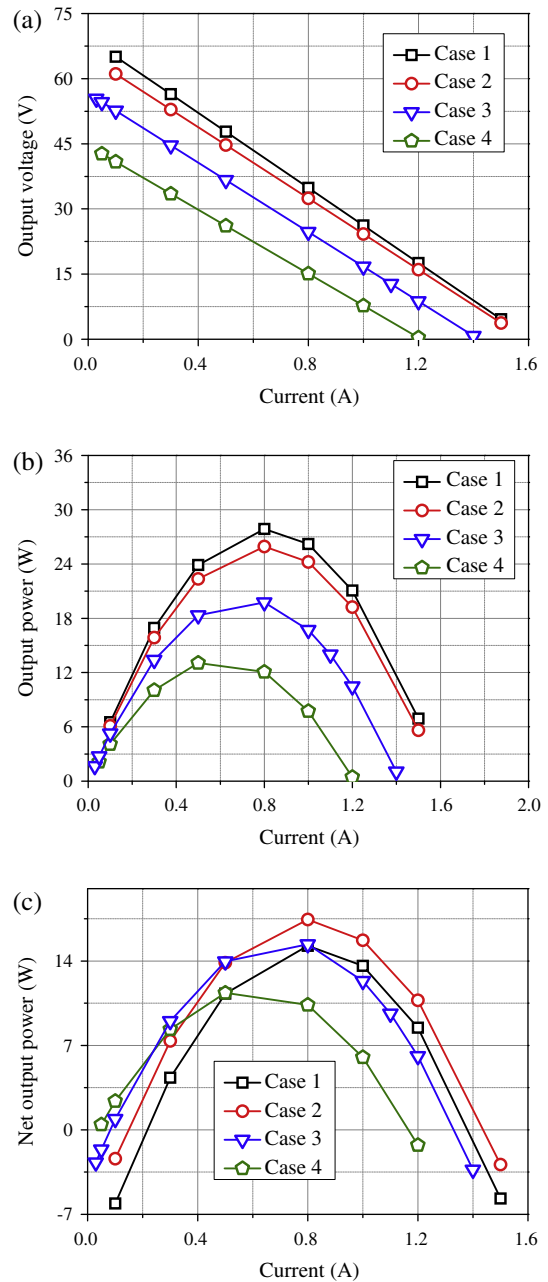 (a)
75
60
45
30
15
0
Output voltage (V)
Case 1
Case 2
Case 3
Case 4
0.0 0.4 0.8 1.2 1.6
Current (A)
(b)
36
30
24
18
12
6
0
Output power (W)
Case 1
Case 2
Case 3
Case 4
0.0 0.4 0.8 1.2 1.6 2.0
Current (A)
(c)
14
7
0
-7
Net output power (W)
Case 1
Case 2
Case 3
Case 4
0.0 0.4 0.8 1.2 1.6
Current (A)